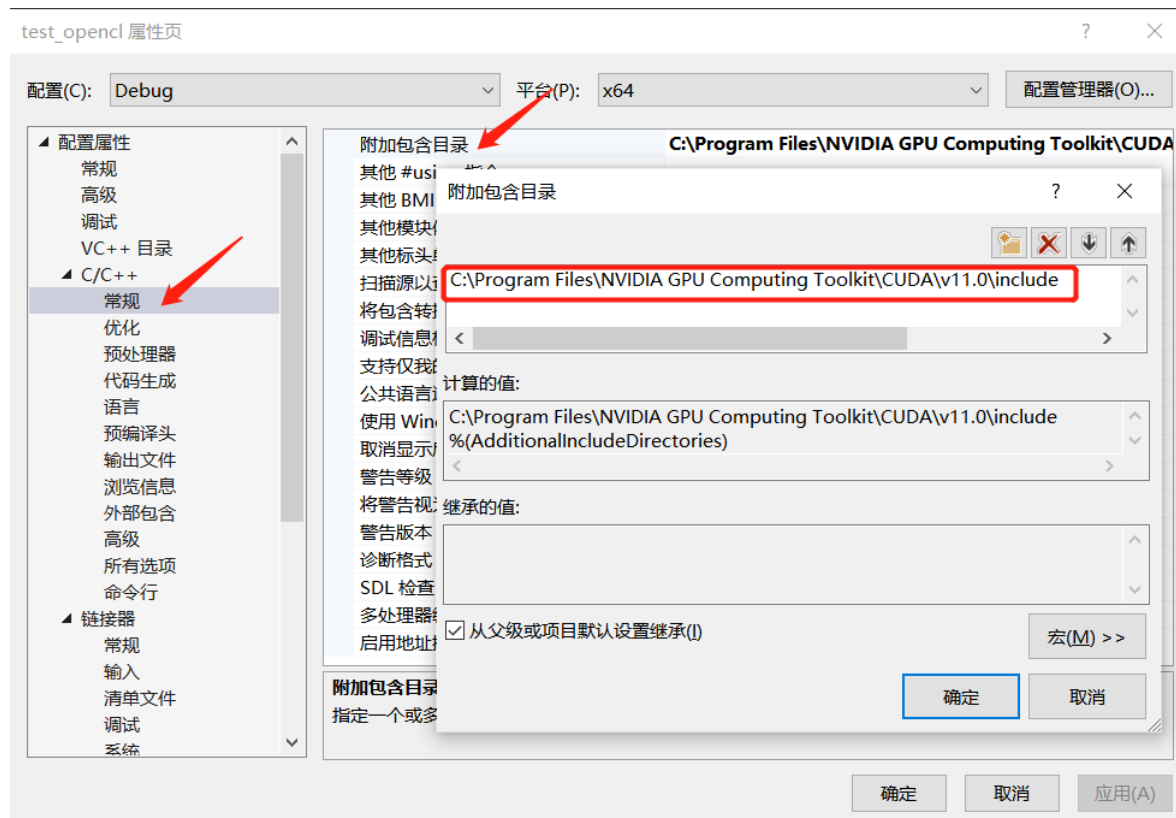 test_opencl 属性页
?
配置(C):
Debug
平台(P):
x64
配置管理器(O)...
配置属性
常规
高级
调试
VC++ 目录
C/C++
常规
优化
预处理器
代码生成
语言
预编译头
输出文件
浏览信息
外部包含
高级
所有选项
命令行
链接器
常规
输入
清单文件
调试
系统
附加包含目录
C:\Program Files\NVIDIA GPU Computing Toolkit\CUDA
其他 #usi
其他 BMI
其他模块
其他标头
扫描源以
将包含转
调试信息
支持仅我
公共语言
使用 Win
取消显示
警告等级
将警告视
警告版本
诊断格式
SDL 检查
多处理器
启用地址
附加包含目录
指定一个或多
附加包含目录
?
C:\Program Files\NVIDIA GPU Computing Toolkit\CUDA\v11.0\include
计算的值:
C:\Program Files\NVIDIA GPU Computing Toolkit\CUDA\v11.0\include
%(AdditionalIncludeDirectories)
继承的值:
从父级或项目默认设置继承(I)
宏(M) >>
确定
取消
确定
取消
应用(A)